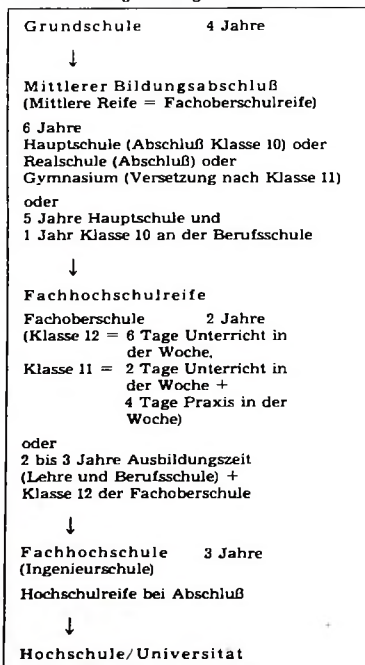 Grundschule 4 Jahre
↓
Mittlerer Bildungsabschluß
(Mittlere Reife = Fachoberschulreife)
6 Jahre
Hauptschule (Abschluß Klasse 10) oder
Realschule (Abschluß) oder
Gymnasium (Versetzung nach Klasse 11)
oder
5 Jahre Hauptschule und
1 Jahr Klasse 10 an der Berufsschule
↓
Fachhochschulreife
Fachoberschule 2 Jahre
(Klasse 12 = 6 Tage Unterricht in
der Woche,
Klasse 11 = 2 Tage Unterricht in
der Woche +
4 Tage Praxis in der
Woche)
oder
2 bis 3 Jahre Ausbildungszeit
(Lehre und Berufsschule) +
Klasse 12 der Fachoberschule
↓
Fachhochschule 3 Jahre
(Ingenieurschule)
Hochschulreife bei Abschluß
↓
Hochschule/Universitat